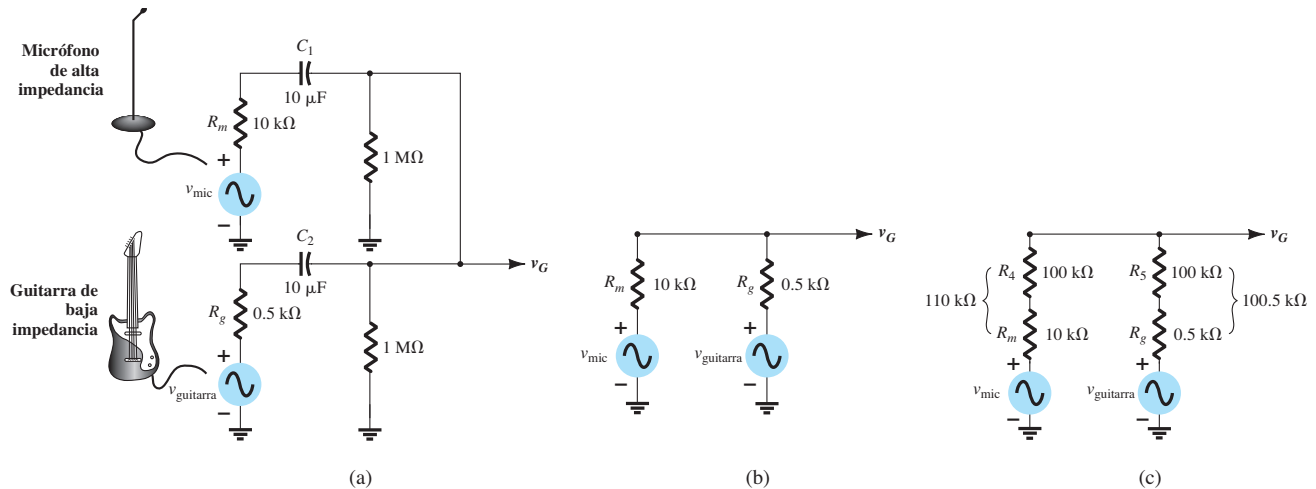 Micrófono
de alta
impedancia
C1
10 μF
Rm 10 kΩ
1 MΩ
+
vmic
−
C2
10 μF
vG
Guitarra de
baja
impedancia
Rg 0.5 kΩ
1 MΩ
+
vguitarra
−
(a)
vG
Rm 10 kΩ
Rg 0.5 kΩ
+
vmic
−
+
vguitarra
−
(b)
vG
R4 100 kΩ
R5 100 kΩ
110 kΩ
100.5 kΩ
Rm 10 kΩ
Rg 0.5 kΩ
+
vmic
−
+
vguitarra
−
(c)